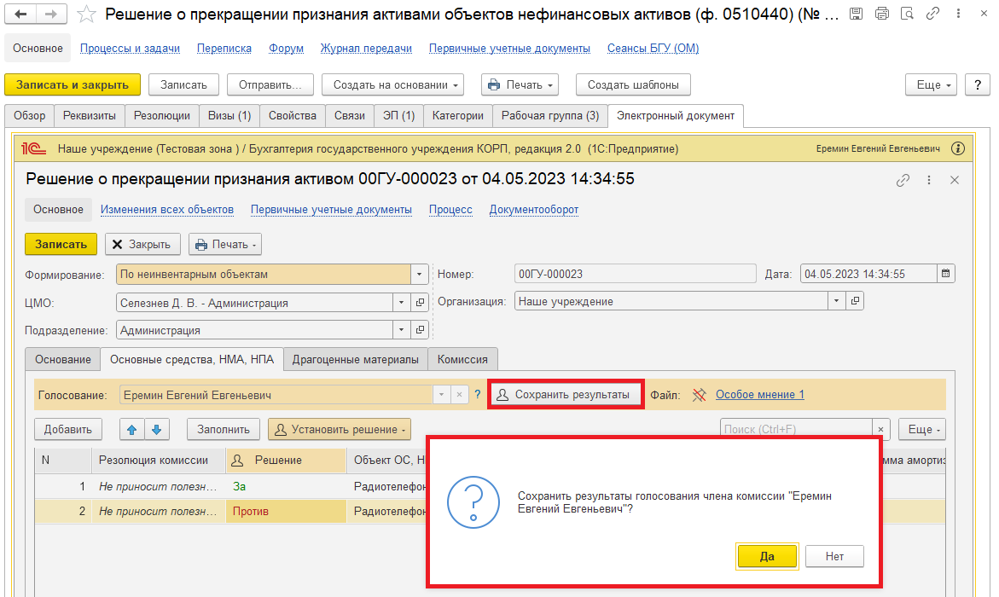 Решение о прекращении признания активами объектов нефинансовых активов (ф. 0510440) (№ ...
Основное Процессы и задачи Переписка Форум Журнал передачи Первичные учетные документы Сеансы БГУ (ОМ)
Записать и закрыть Записать Отправить... Создать на основании Печать Создать шаблоны Еще ?
Обзор Реквизиты Резолюции Визы (1) Свойства Связи ЭП (1) Категории Рабочая группа (3) Электронный документ
1С Наше учреждение (Тестовая зона ) / Бухгалтерия государственного учреждения КОРП, редакция 2.0 (1С:Предприятие) Еремин Евгений Евгеньевич
Решение о прекращении признания активом 00ГУ-000023 от 04.05.2023 14:34:55
Основное Изменения всех объектов Первичные учетные документы Процесс Документооборот
Записать Закрыть Печать
Формирование: По неинвентарным объектам Номер: 00ГУ-000023 Дата: 04.05.2023 14:34:55
ЦМО: Селезнев Д. В. - Администрация Организация: Наше учреждение
Подразделение: Администрация
Основание Основные средства, НМА, НПА Драгоценные материалы Комиссия
Голосование: Еремин Евгений Евгеньевич ? Сохранить результаты Файл: Особое мнение 1
Добавить Заполнить Установить решение Поиск (Ctrl+F) × Еще
N Резолюция комиссии Решение Объект ОС, Н мма амортиз
1 Не приносит полезн... За Радиотелефон
2 Не приносит полезн... Против Радиотелефон
Сохранить результаты голосования члена комиссии "Еремин
Евгений Евгеньевич"?
Да Нет